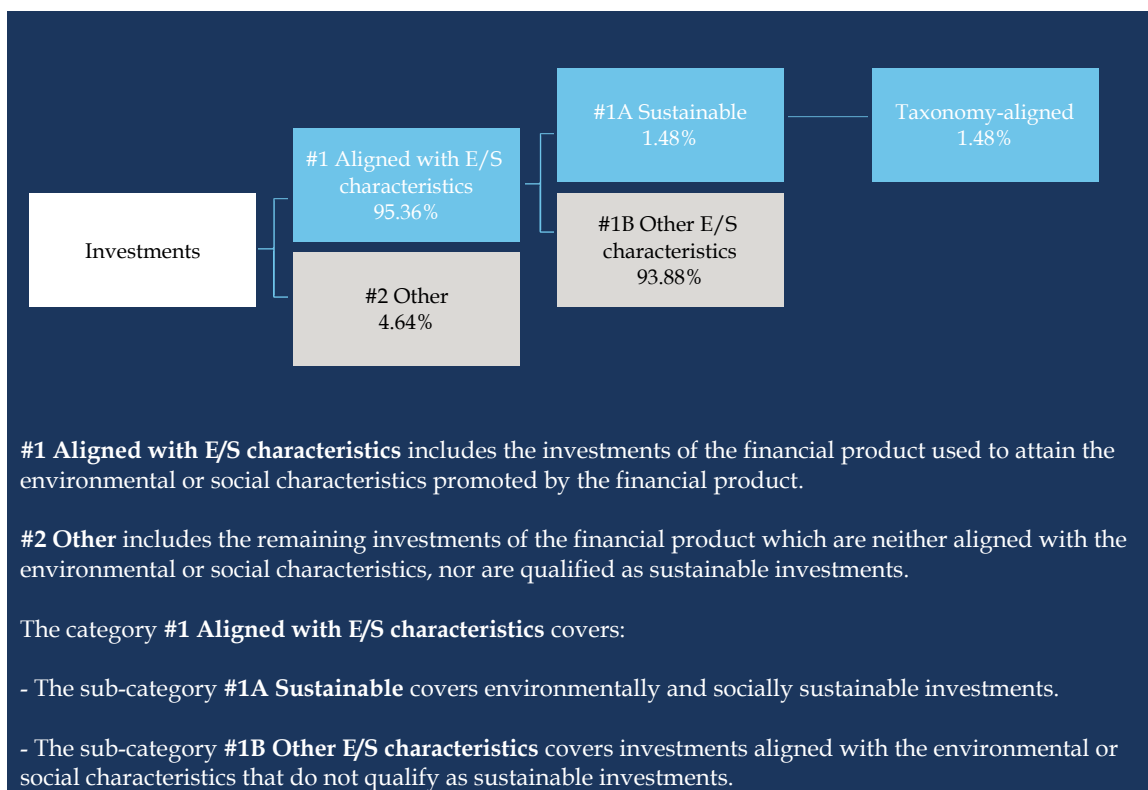 Investments
#1 Aligned with E/S
characteristics
95.36%
#2 Other
4.64%
#1A Sustainable
1.48%
#1B Other E/S
characteristics
93.88%
Taxonomy-aligned
1.48%
#1 Aligned with E/S characteristics includes the investments of the financial product used to attain the
environmental or social characteristics promoted by the financial product.
#2 Other includes the remaining investments of the financial product which are neither aligned with the
environmental or social characteristics, nor are qualified as sustainable investments.
The category #1 Aligned with E/S characteristics covers:
- The sub-category #1A Sustainable covers environmentally and socially sustainable investments.
- The sub-category #1B Other E/S characteristics covers investments aligned with the environmental or
social characteristics that do not qualify as sustainable investments.